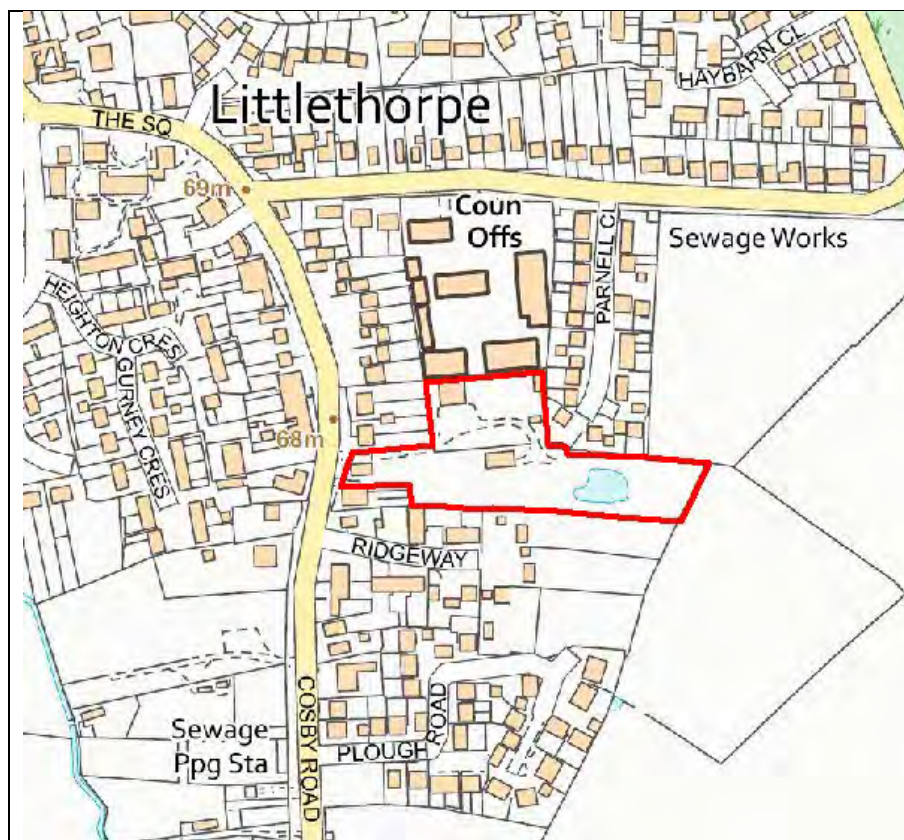 HAYBARN CL
Littlethorpe
THE SQ
69m
Coun
Offs
PARNELL CL
Sewage Works
HEIGHTON CRES
GURNEY CRES
68m
RIDGEWAY
COSBY ROAD
PLOUGH ROAD
Sewage
Ppg Sta